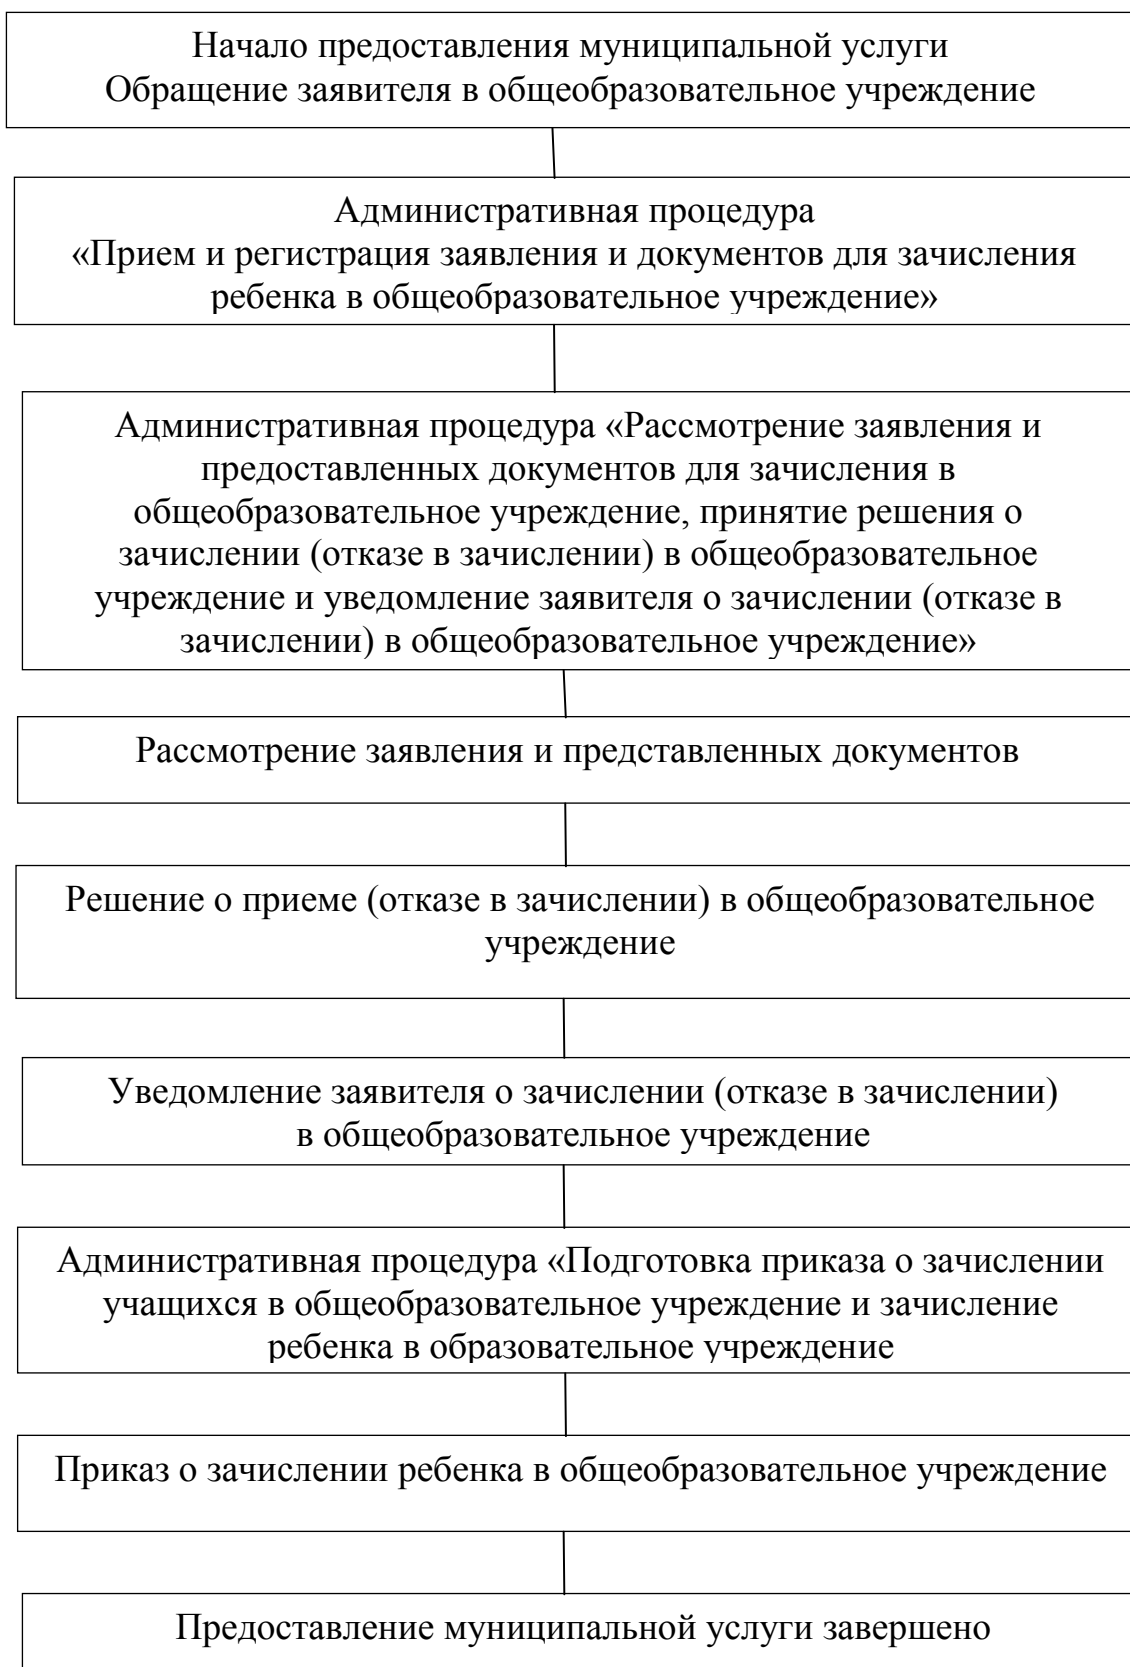 Начало предоставления муниципальной услуги
Обращение заявителя в общеобразовательное учреждение
Административная процедура
«Прием и регистрация заявления и документов для зачисления
ребенка в общеобразовательное учреждение»
Административная процедура «Рассмотрение заявления и
предоставленных документов для зачисления в
общеобразовательное учреждение, принятие решения о
зачислении (отказе в зачислении) в общеобразовательное
учреждение и уведомление заявителя о зачислении (отказе в
зачислении) в общеобразовательное учреждение»
Рассмотрение заявления и представленных документов
Решение о приеме (отказе в зачислении) в общеобразовательное
учреждение
Уведомление заявителя о зачислении (отказе в зачислении)
в общеобразовательное учреждение
Административная процедура «Подготовка приказа о зачислении
учащихся в общеобразовательное учреждение и зачисление
ребенка в образовательное учреждение
Приказ о зачислении ребенка в общеобразовательное учреждение
Предоставление муниципальной услуги завершено